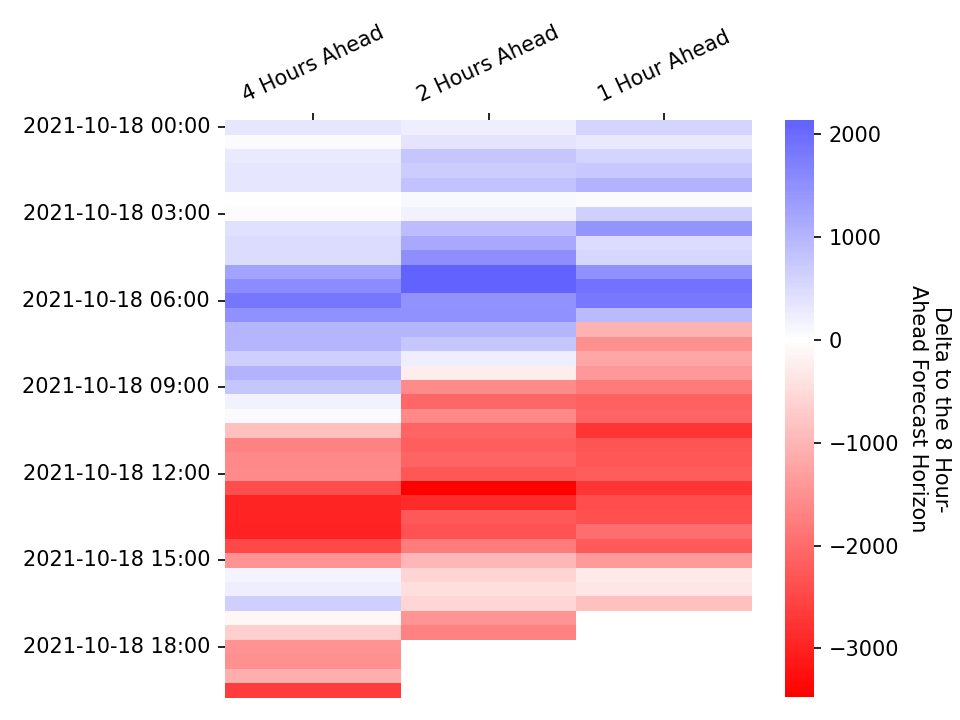 4 Hours Ahead
2 Hours Ahead
1 Hour Ahead
2021-10-18 00:00
2021-10-18 03:00
2021-10-18 06:00
2021-10-18 09:00
2021-10-18 12:00
2021-10-18 15:00
2021-10-18 18:00
2000
1000
0
−1000
−2000
−3000
Delta to the 8 Hour-
Ahead Forecast Horizon